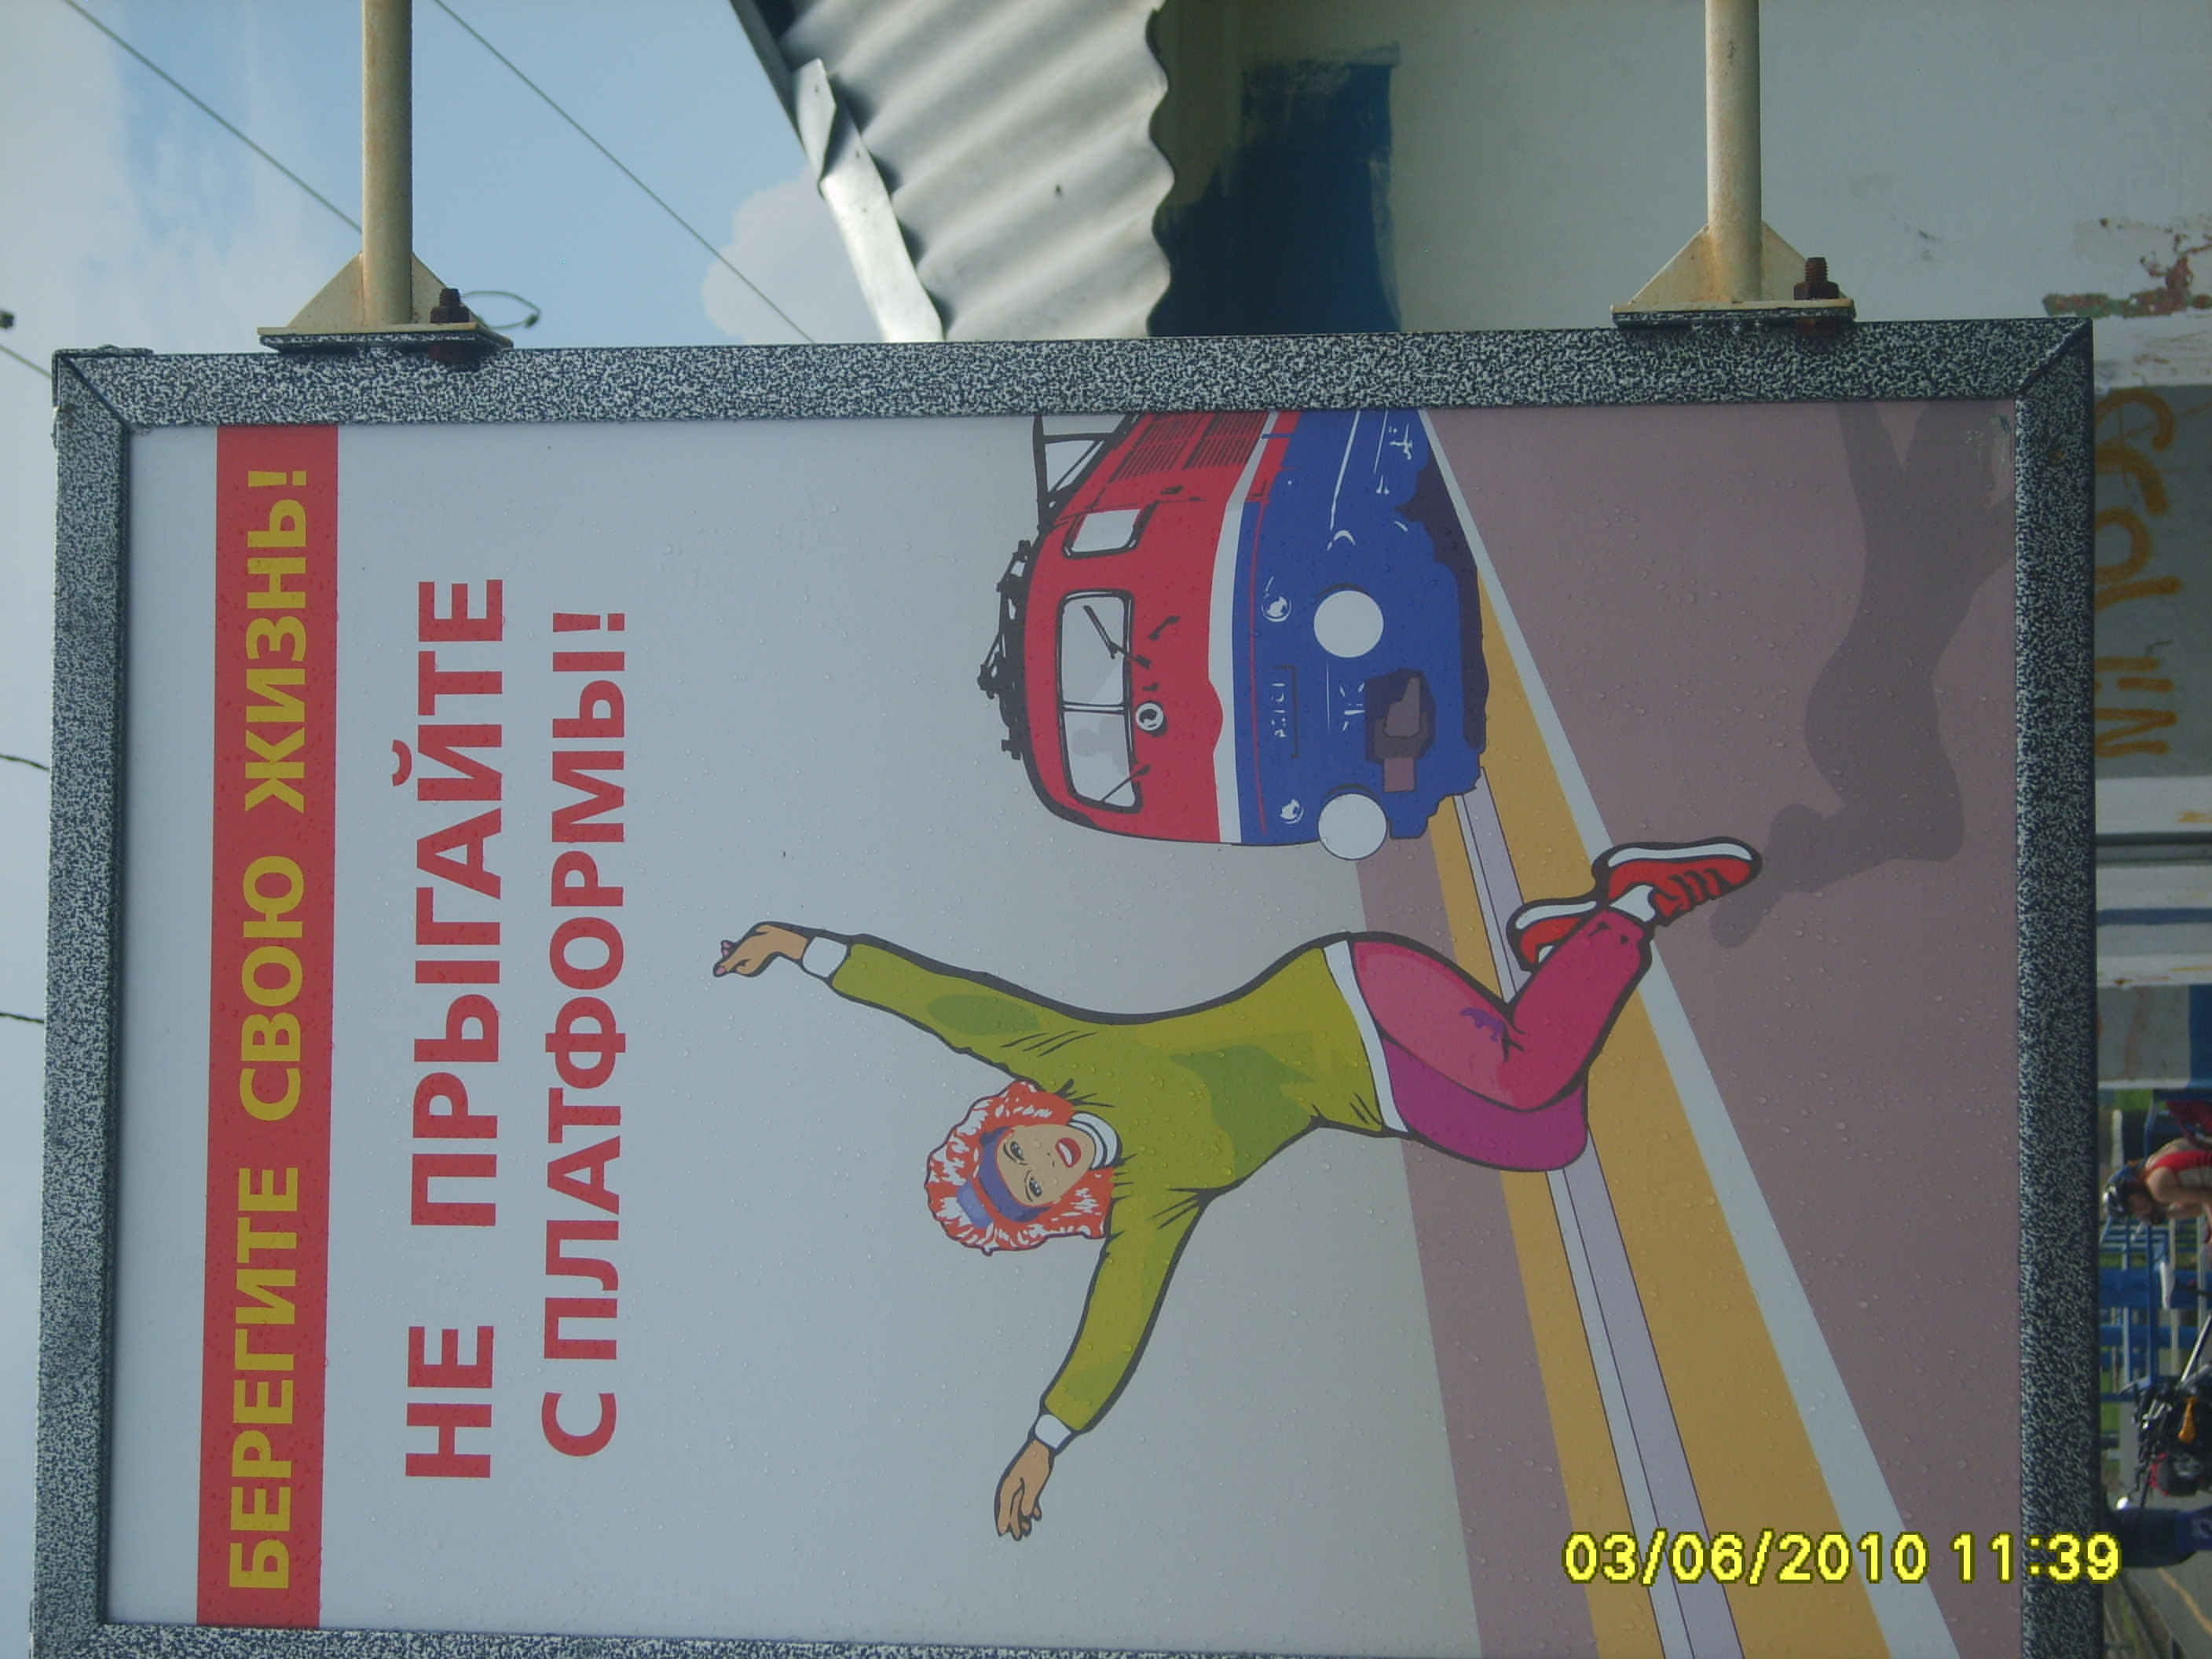 БЕРЕГИТЕ СВОЮ ЖИЗНЬ!
НЕ ПРЫГАЙТЕ
С ПЛАТФОРМЫ!
03/06/2010 11:39